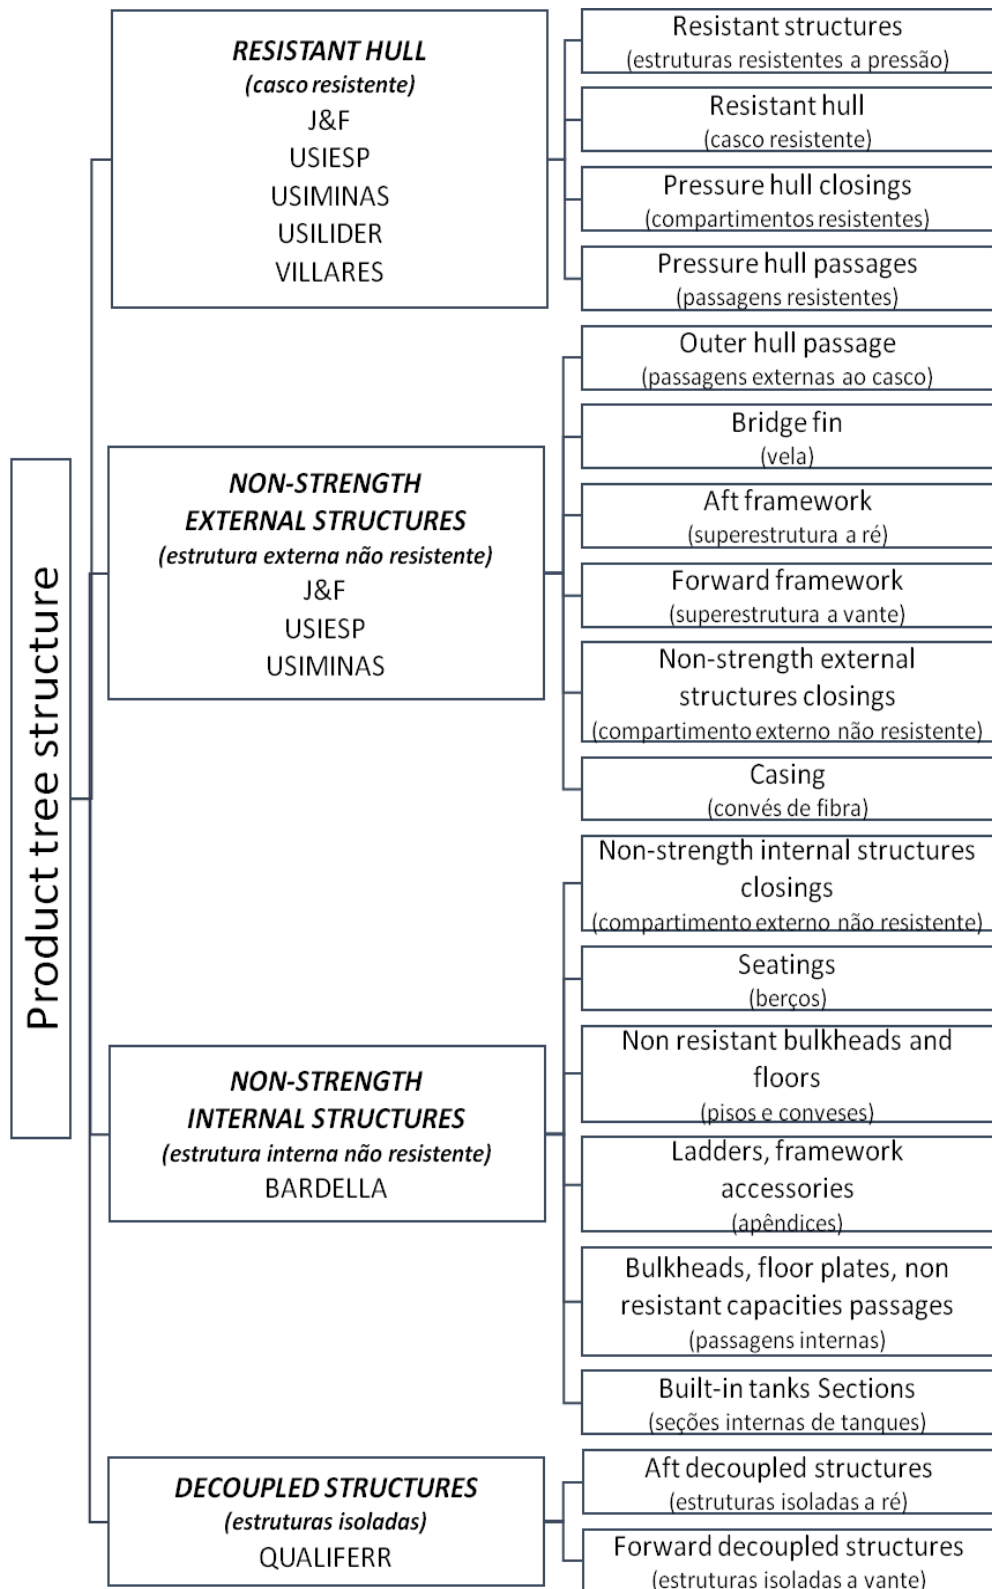 Product tree structure
RESISTANT HULL
(casco resistente)
J&F
USIESP
USIMINAS
USILIDER
VILLARES
Resistant structures
(estruturas resistentes a pressão)
Resistant hull
(casco resistente)
Pressure hull closings
(compartimentos resistentes)
Pressure hull passages
(passagens resistentes)
NON-STRENGTH
EXTERNAL STRUCTURES
(estrutura externa não resistente)
J&F
USIESP
USIMINAS
Outer hull passage
(passagens externas ao casco)
Bridge fin
(vela)
Aft framework
(superestrutura a ré)
Forward framework
(superestrutura a vante)
Non-strength external
structures closings
(compartimento externo não resistente)
Casing
(convés de fibra)
NON-STRENGTH
INTERNAL STRUCTURES
(estrutura interna não resistente)
BARDELLA
Non-strength internal structures
closings
(compartimento externo não resistente)
Seatings
(berços)
Non resistant bulkheads and
floors
(pisos e conveses)
Ladders, framework
accessories
(apêndices)
Bulkheads, floor plates, non
resistant capacities passages
(passagens internas)
Built-in tanks Sections
(seções internas de tanques)
DECOUPLED STRUCTURES
(estruturas isoladas)
QUALIFERR
Aft decoupled structures
(estruturas isoladas a ré)
Forward decoupled structures
(estruturas isoladas a vante)